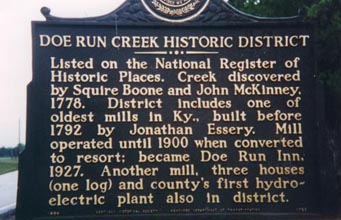 DOE RUN CREEK HISTORIC DISTRICT
Listed on the National Register of
Historic Places. Creek discovered
by Squire Boone and John McKinney,
1778. District includes one of
oldest mills in Ky., built before
1792 by Jonathan Essery. Mill
operated until 1900 when converted
to resort; became Doe Run Inn,
1927. Another mill, three houses
(one log) and county's first hydro-
electric plant also in district.